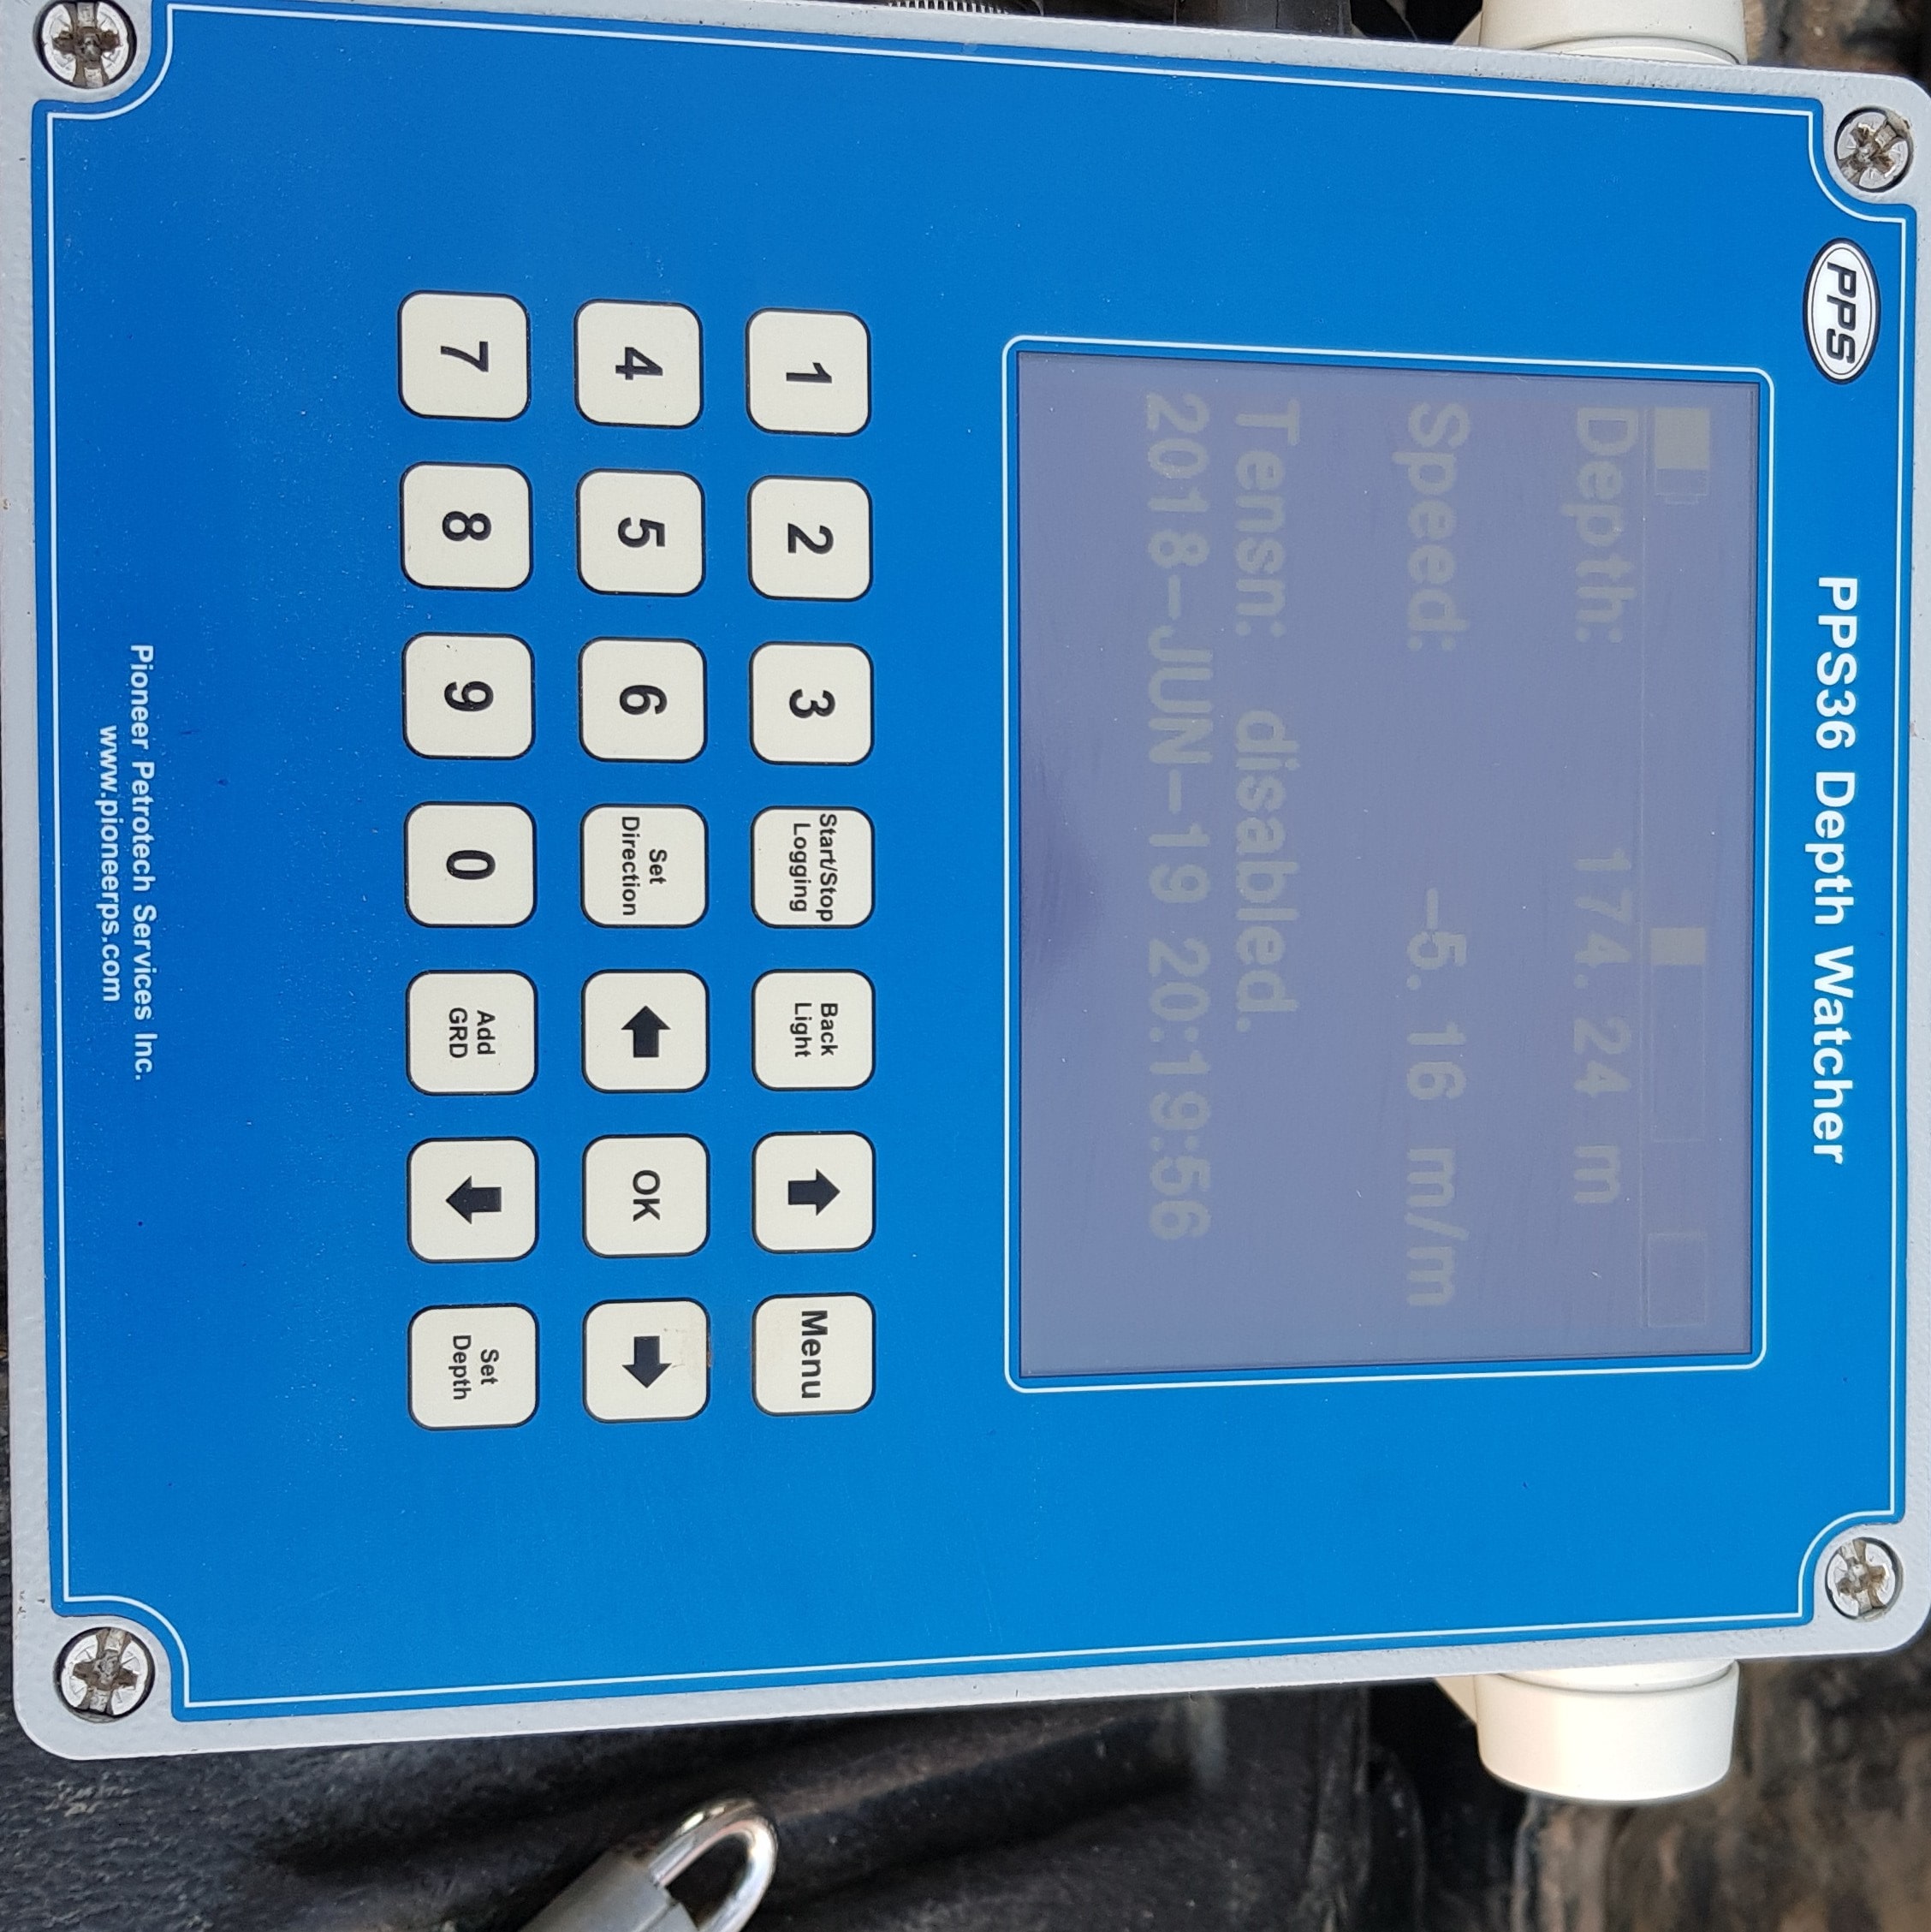 PPS
PPS36 Depth Watcher
Depth: 174.24 m
Speed: -5.16 m/m
Tensn: disabled.
2018-JUN-19 20:19:56
1 2 3 Start/Stop Logging Back Light Menu
4 5 6 Set Direction OK
7 8 9 0 Add GRD Set Depth
Pioneer Petrotech Services Inc.
www.pioneerps.com